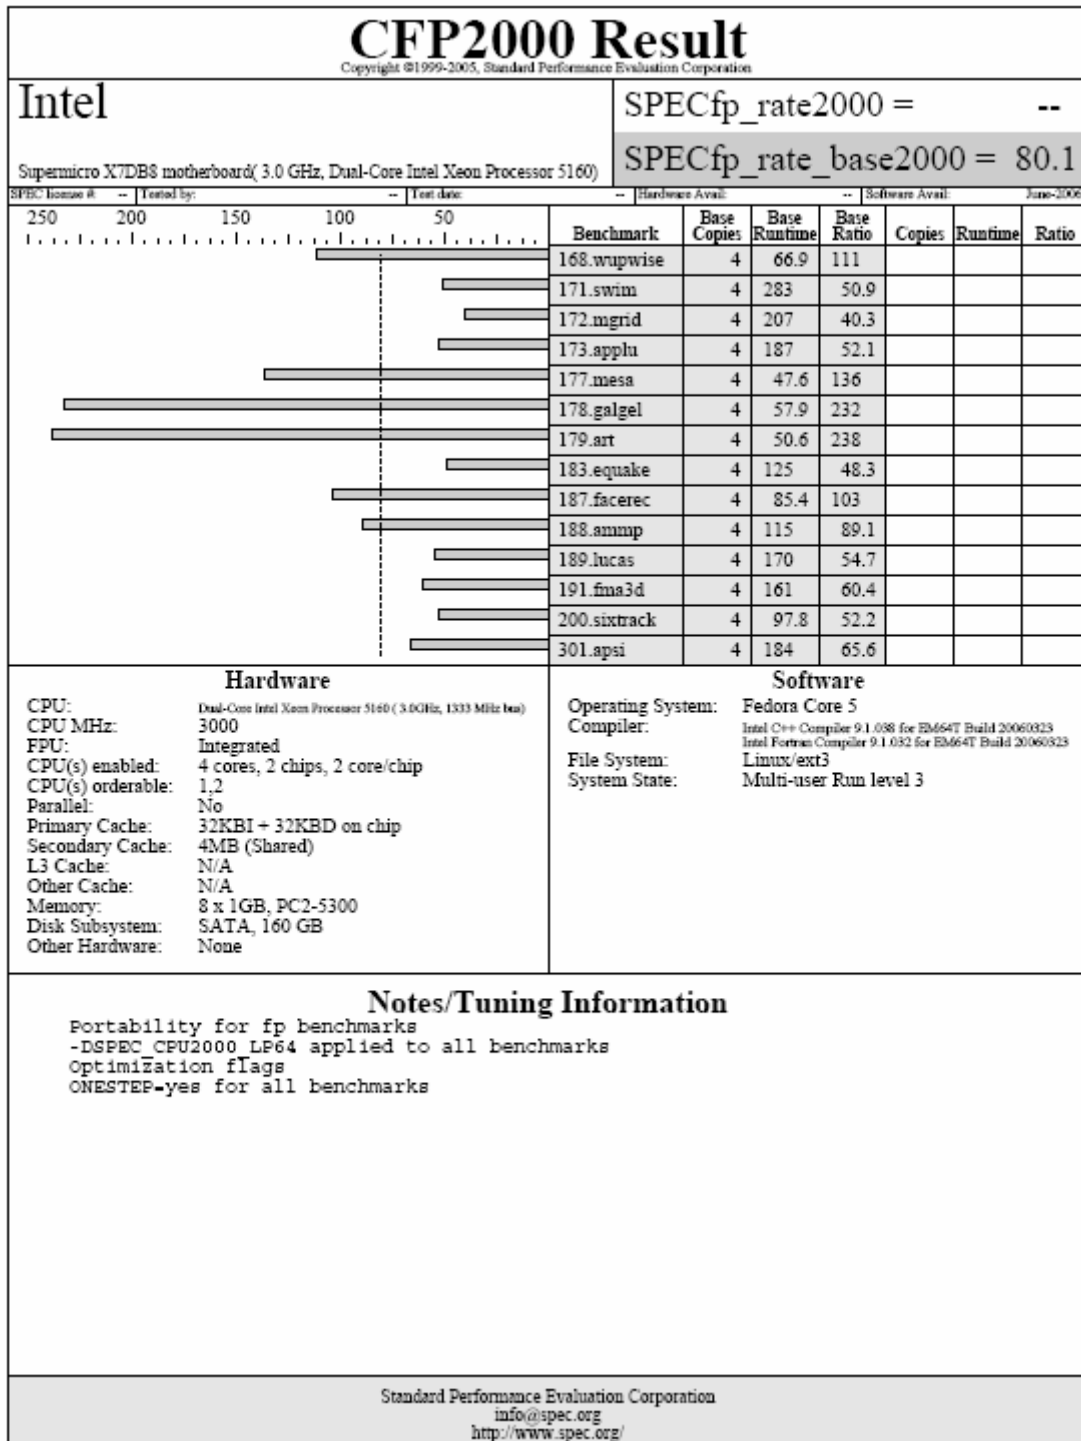 CFP2000 Result
Copyright ©1999-2005, Standard Performance Evaluation Corporation
Intel
Supermicro X7DB8 motherboard( 3.0 GHz, Dual-Core Intel Xeon Processor 5160)
SPECfp_rate2000 = --
SPECfp_rate_base2000 = 80.1
SPEC license #: -- Tested by: -- Test date: -- Hardware Avail: -- Software Avail: June-2006
250 200 150 100 50
Benchmark Base Copies Base Runtime Base Ratio Copies Runtime Ratio
168.wupwise 4 66.9 111
171.swim 4 283 50.9
172.mgrid 4 207 40.3
173.applu 4 187 52.1
177.mesa 4 47.6 136
178.galgel 4 57.9 232
179.art 4 50.6 238
183.equake 4 125 48.3
187.facerec 4 85.4 103
188.ammp 4 115 89.1
189.lucas 4 170 54.7
191.fma3d 4 161 60.4
200.sixtrack 4 97.8 52.2
301.apsi 4 184 65.6
Hardware
CPU: Dual-Core Intel Xeon Processor 5160 ( 3.0GHz, 1333 MHz bus)
CPU MHz: 3000
FPU: Integrated
CPU(s) enabled: 4 cores, 2 chips, 2 core/chip
CPU(s) orderable: 1,2
Parallel: No
Primary Cache: 32KBI + 32KBD on chip
Secondary Cache: 4MB (Shared)
L3 Cache: N/A
Other Cache: N/A
Memory: 8 x 1GB, PC2-5300
Disk Subsystem: SATA, 160 GB
Other Hardware: None
Software
Operating System: Fedora Core 5
Compiler: Intel C++ Compiler 9.1.038 for EM64T Build 20060323
Intel Fortran Compiler 9.1.032 for EM64T Build 20060323
File System: Linux/ext3
System State: Multi-user Run level 3
Notes/Tuning Information
Portability for fp benchmarks
-DSPEC_CPU2000_LP64 applied to all benchmarks
Optimization flags
ONESTEP=yes for all benchmarks
Standard Performance Evaluation Corporation
info@spec.org
http://www.spec.org/